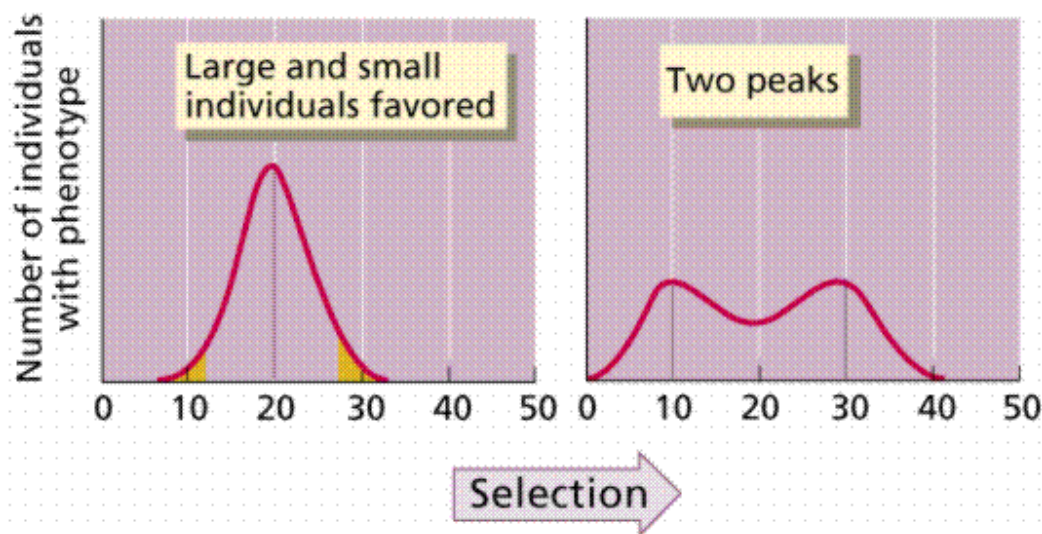 Number of individuals
with phenotype
Large and small
individuals favored
0 10 20 30 40 50
Two peaks
0 10 20 30 40 50
Selection